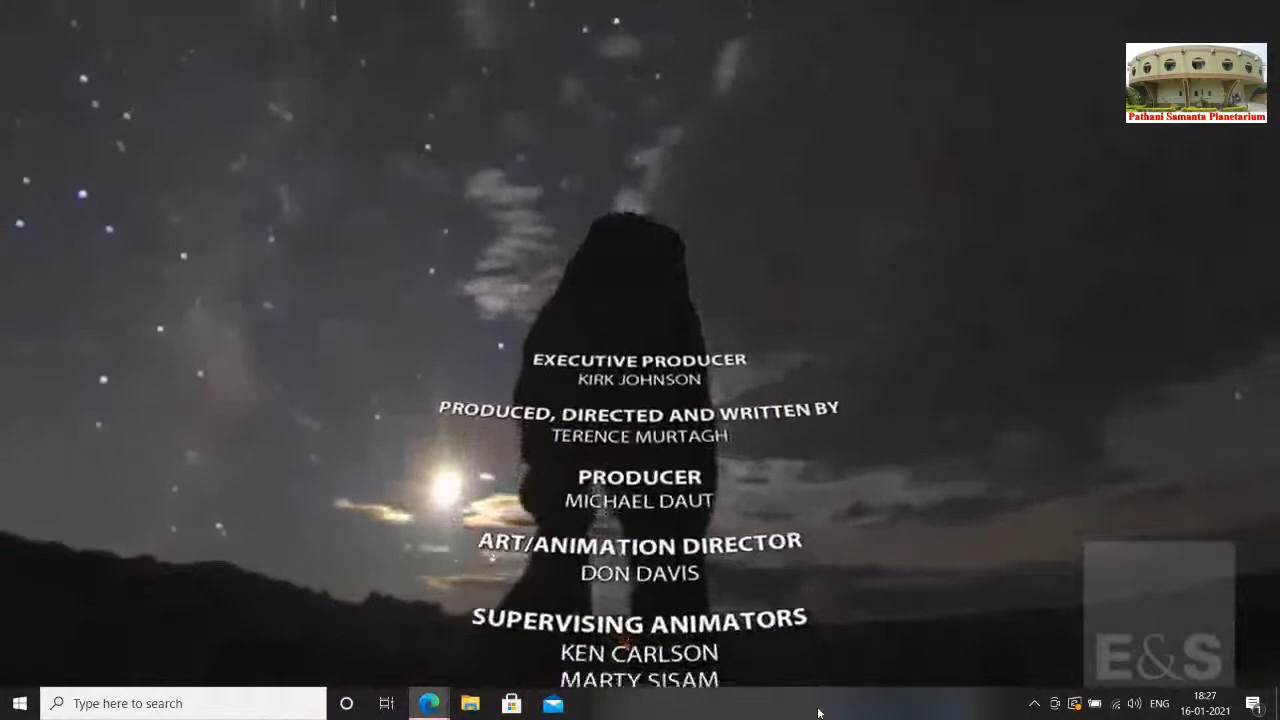 Pathani Samanta Planetarium
EXECUTIVE PRODUCER
KIRK JOHNSON
PRODUCED, DIRECTED AND WRITTEN BY
TERENCE MURTAGH
PRODUCER
MICHAEL DAUT
ART/ANIMATION DIRECTOR
DON DAVIS
SUPERVISING ANIMATORS
KEN CARLSON
MARTY SISAM
E&S
Type here to search
ENG
18:27
16-01-2021
1